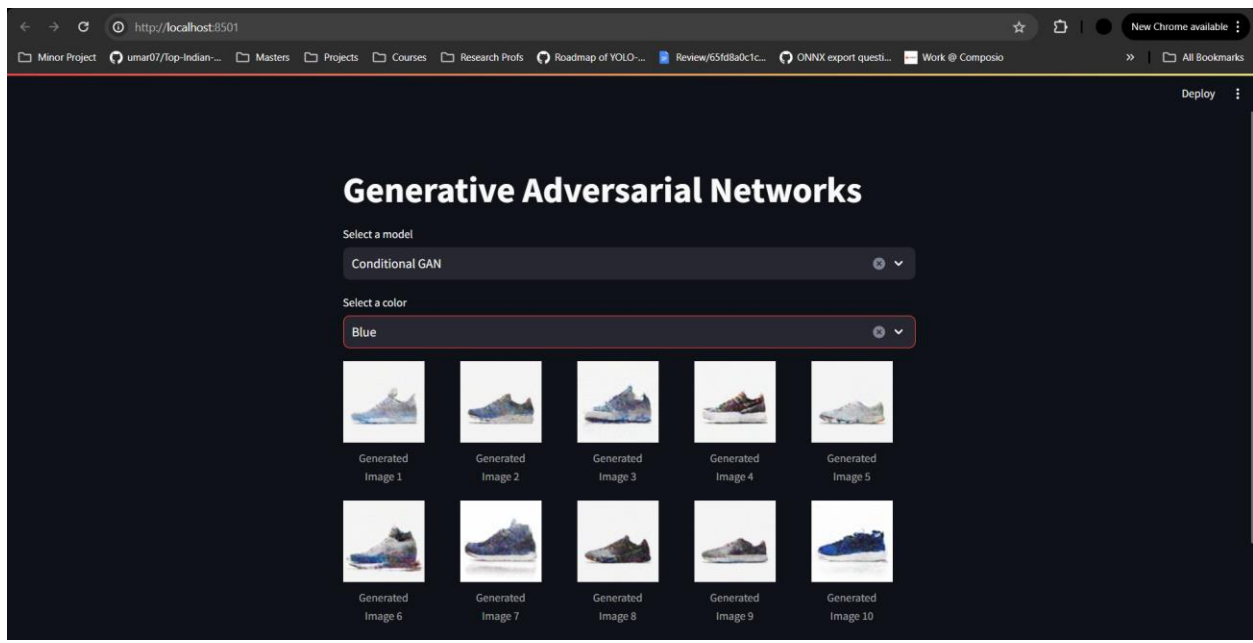 http://localhost:8501
New Chrome available
Minor Project
umar07/Top-Indian-...
Masters
Projects
Courses
Research Profs
Roadmap of YOLO-...
Review/65fd8a0c1c...
ONNX export questi...
Work @ Composio
»
All Bookmarks
Deploy
Generative Adversarial Networks
Select a model
Conditional GAN
Select a color
Blue
Generated
Image 1
Generated
Image 2
Generated
Image 3
Generated
Image 4
Generated
Image 5
Generated
Image 6
Generated
Image 7
Generated
Image 8
Generated
Image 9
Generated
Image 10